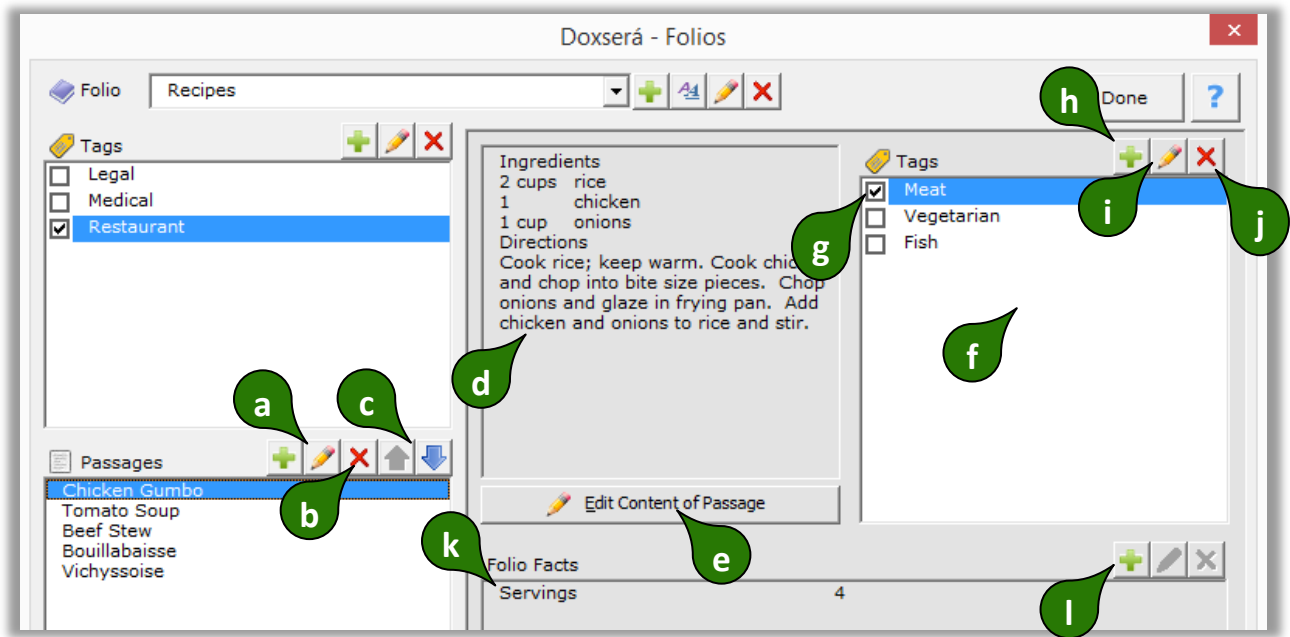 Doxserá - Folios
Folio
Recipes
Done
?
h
Tags
Legal
Medical
Restaurant
Ingredients
2 cups rice
1 chicken
1 cup onions
Directions
Cook rice; keep warm. Cook
and chop into bite size pieces. Chop
onions and glaze in frying pan. Add
chicken and onions to rice and stir.
Tags
Meat
Vegetarian
Fish
g
i
j
f
d
a
c
Passages
b
Chicken Gumbo
Tomato Soup
Beef Stew
Bouillabaisse
Vichyssoise
Edit Content of Passage
e
k
Folio Facts
l
Servings 4